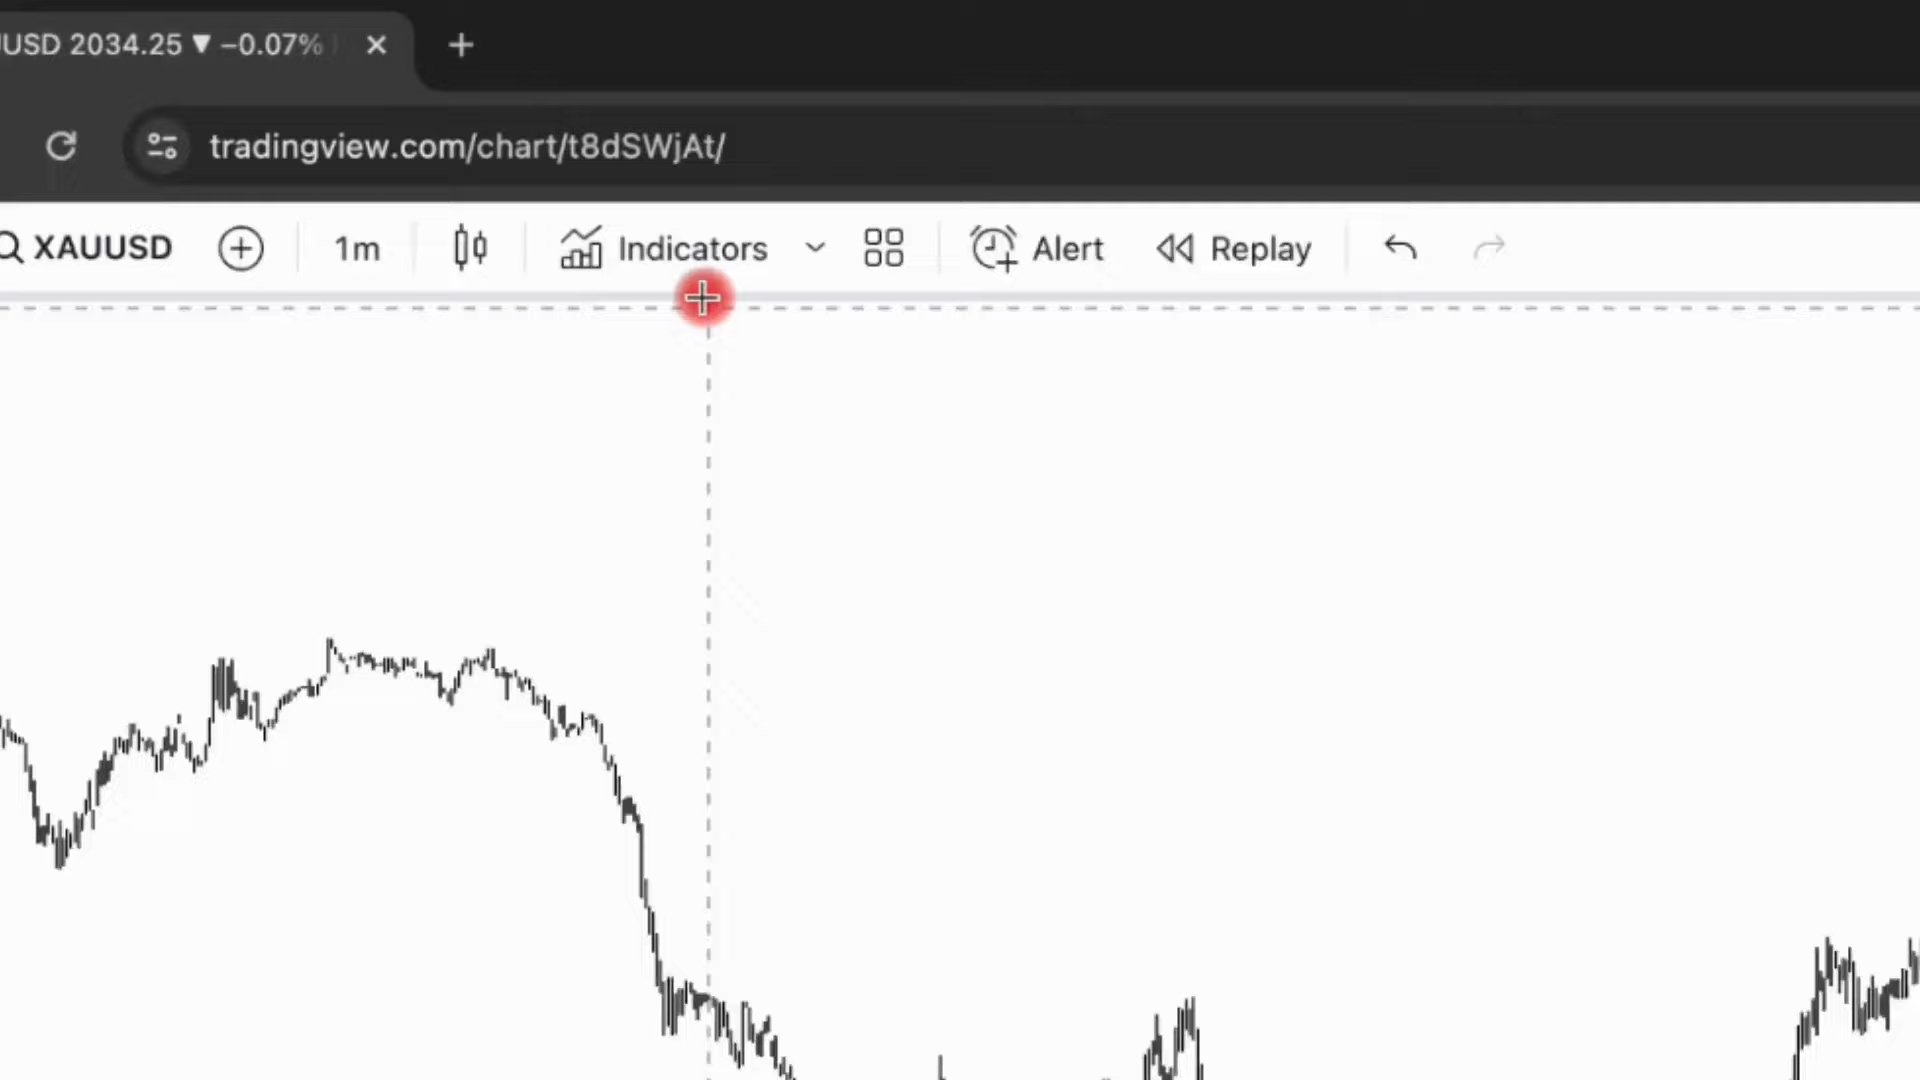 USD 2034.25 ▼ −0.07%
tradingview.com/chart/t8dSWjAt/
XAUUSD 1m Indicators Alert Replay